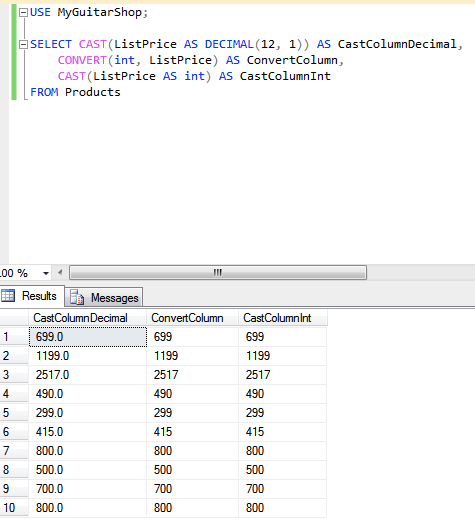 USE MyGuitarShop;
SELECT CAST(ListPrice AS DECIMAL(12, 1)) AS CastColumnDecimal,
CONVERT(int, ListPrice) AS ConvertColumn,
CAST(ListPrice AS int) AS CastColumnInt
FROM Products
.00 %
Results Messages
CastColumnDecimal ConvertColumn CastColumnInt
1 699.0 699 699
2 1199.0 1199 1199
3 2517.0 2517 2517
4 490.0 490 490
5 299.0 299 299
6 415.0 415 415
7 800.0 800 800
8 500.0 500 500
9 700.0 700 700
10 800.0 800 800